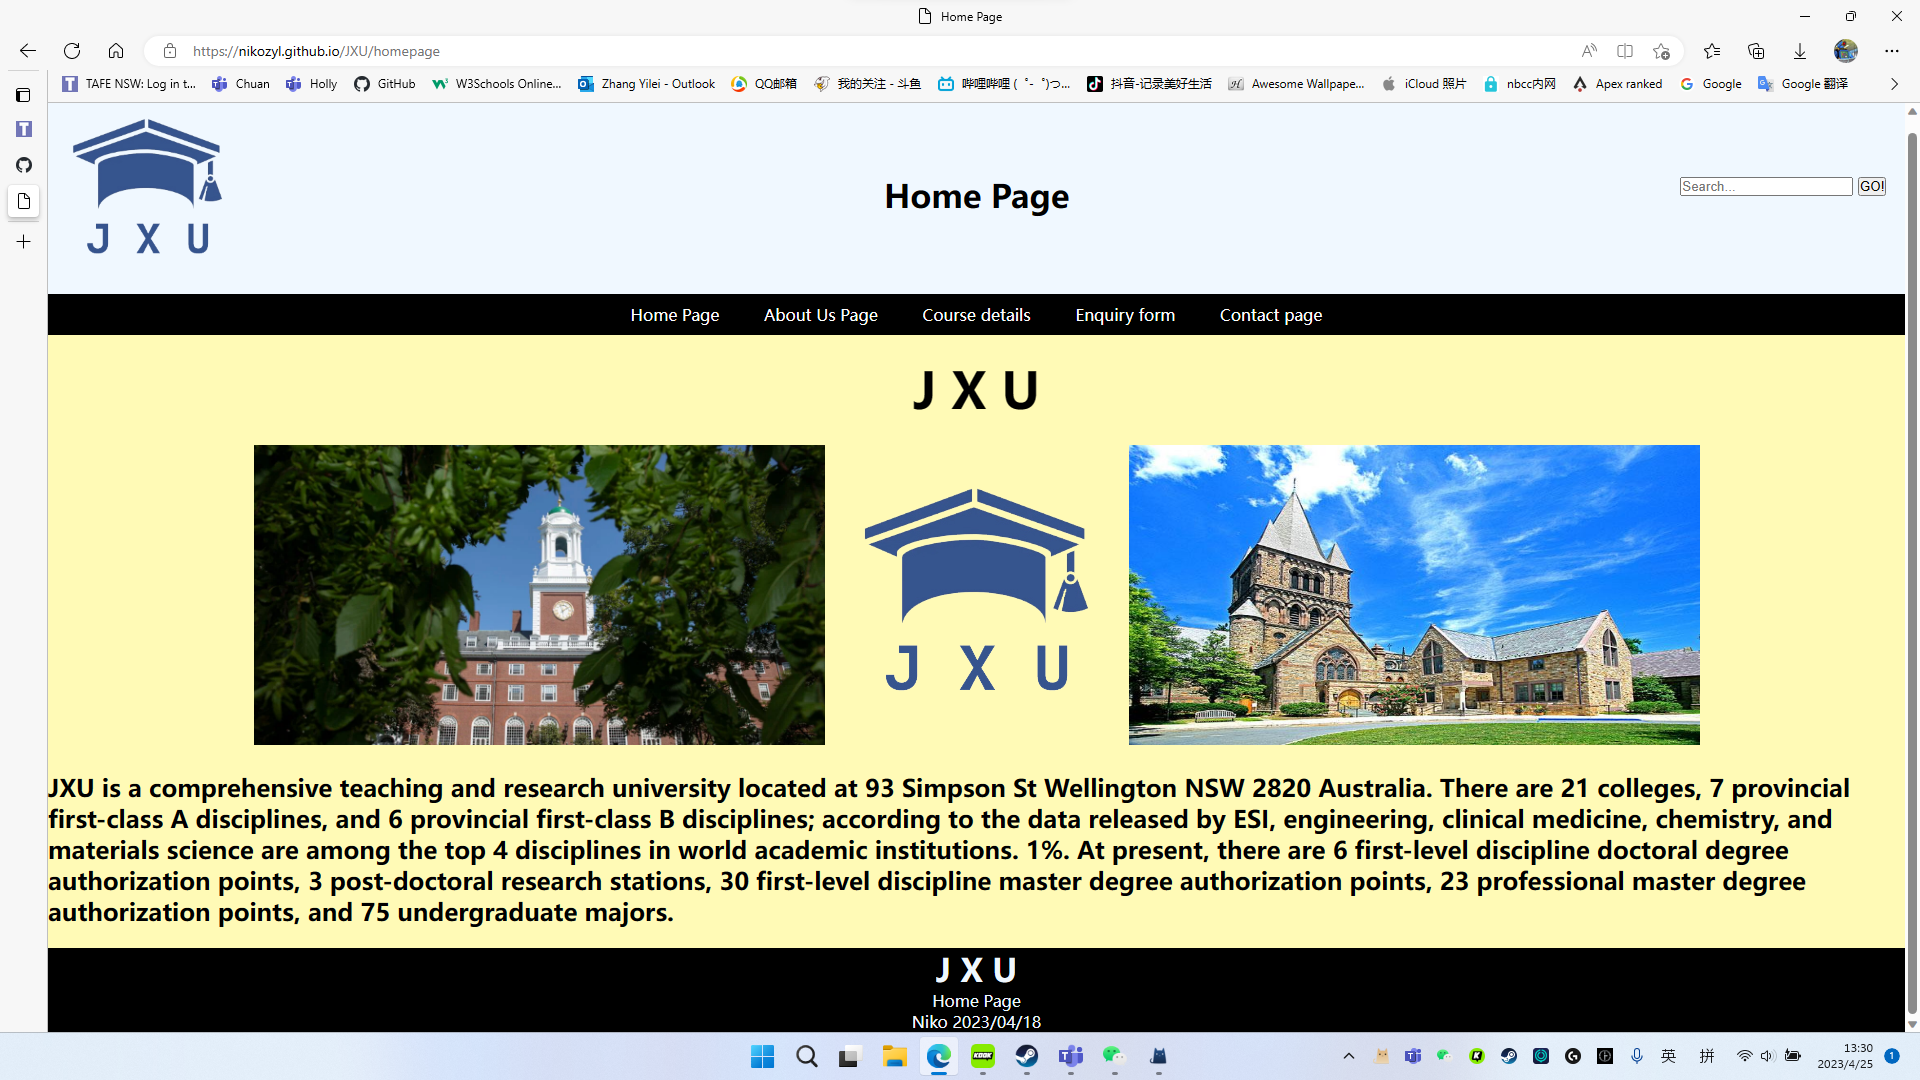 Home Page
https://nikozyl.github.io/JXU/homepage
TAFE NSW: Log in t... Chuan Holly GitHub W3Schools Online... Zhang Yilei - Outlook QQ邮箱 我的关注 - 斗鱼 哔哩哔哩 (゜-゜)つ... 抖音-记录美好生活 Awesome Wallpape... iCloud 照片 nbcc内网 Apex ranked Google Google 翻译
J X U
Home Page
Search... GO!
Home Page About Us Page Course details Enquiry form Contact page
J X U
J X U
JXU is a comprehensive teaching and research university located at 93 Simpson St Wellington NSW 2820 Australia. There are 21 colleges, 7 provincial
first-class A disciplines, and 6 provincial first-class B disciplines; according to the data released by ESI, engineering, clinical medicine, chemistry, and
materials science are among the top 4 disciplines in world academic institutions. 1%. At present, there are 6 first-level discipline doctoral degree
authorization points, 3 post-doctoral research stations, 30 first-level discipline master degree authorization points, 23 professional master degree
authorization points, and 75 undergraduate majors.
J X U
Home Page
Niko 2023/04/18
KOOK
英 拼
13:30
2023/4/25
1